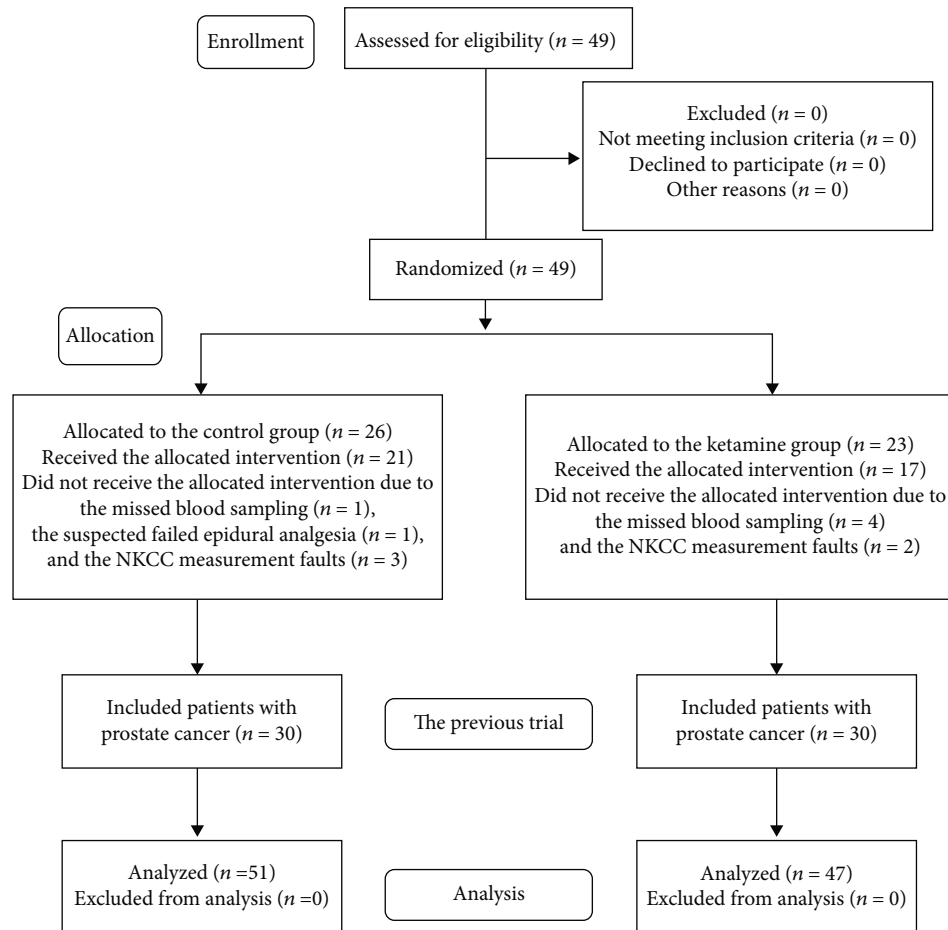 Enrollment
Assessed for eligibility (n = 49)
Excluded (n = 0)
Not meeting inclusion criteria (n = 0)
Declined to participate (n = 0)
Other reasons (n = 0)
Randomized (n = 49)
Allocation
Allocated to the control group (n = 26)
Received the allocated intervention (n = 21)
Did not receive the allocated intervention due to
the missed blood sampling (n = 1),
the suspected failed epidural analgesia (n = 1),
and the NKCC measurement faults (n = 3)
Allocated to the ketamine group (n = 23)
Received the allocated intervention (n = 17)
Did not receive the allocated intervention due to
the missed blood sampling (n = 4)
and the NKCC measurement faults (n = 2)
Included patients with
prostate cancer (n = 30)
The previous trial
Included patients with
prostate cancer (n = 30)
Analyzed (n =51)
Excluded from analysis (n =0)
Analysis
Analyzed (n = 47)
Excluded from analysis (n = 0)